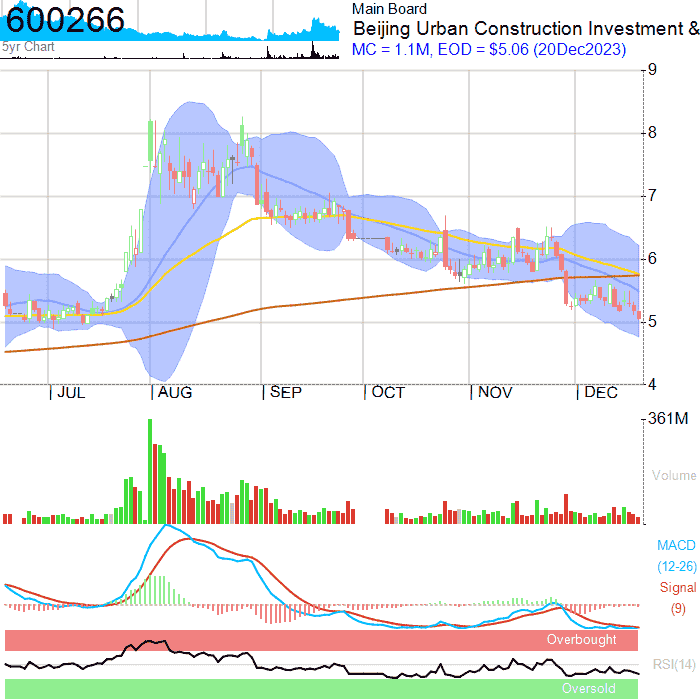 600266
5yr Chart
Main Board
Beijing Urban Construction Investment &
MC = 1.1M, EOD = $5.06 (20Dec2023)
9
8
7
6
5
4
JUL AUG SEP OCT NOV DEC
361M
Volume
MACD
(12-26)
Signal
(9)
Overbought
RSI(14)
Oversold